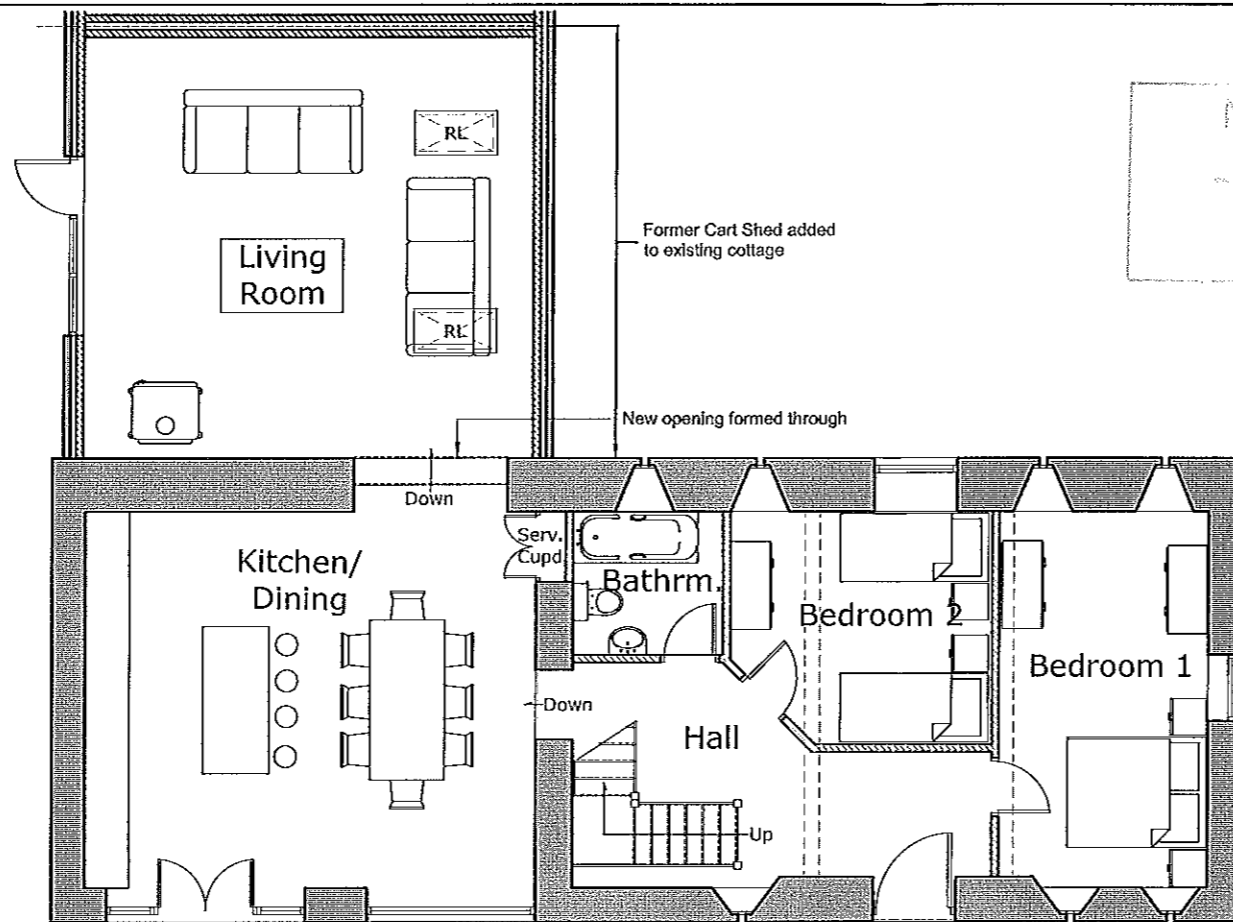 RL
Former Cart Shed added
to existing cottage
Living
Room
RL
New opening formed through
Down
Serv.
Cupd.
Kitchen/
Dining
Bathrm.
Bedroom 2
Bedroom 1
Down
Hall
Up